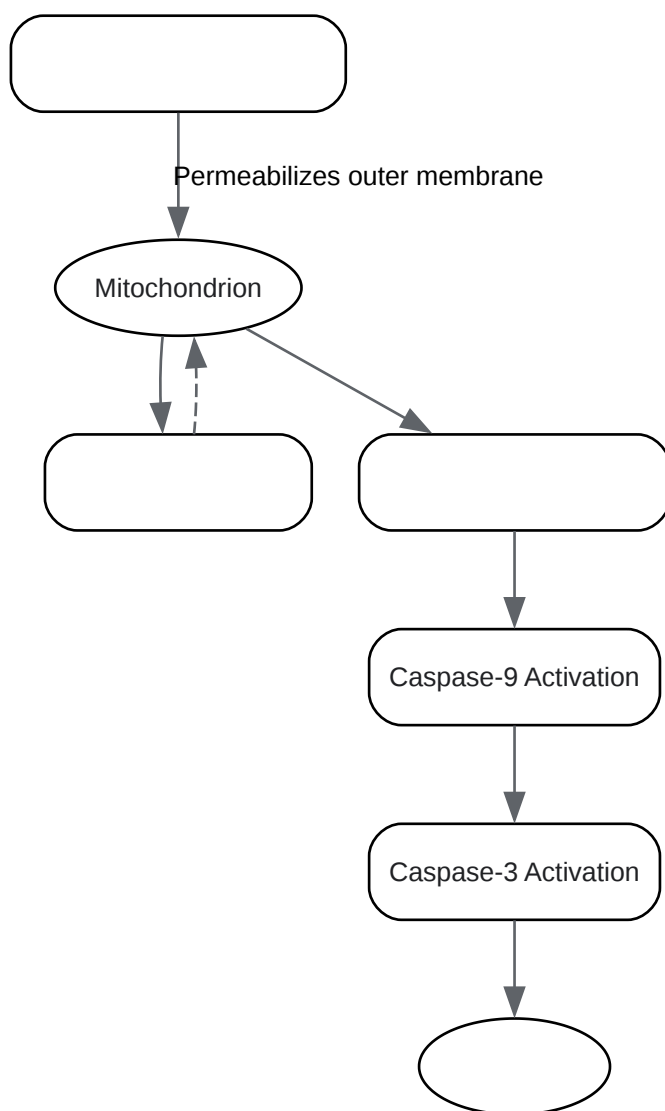 Permeabilizes outer membrane
Mitochondrion
Caspase-9 Activation
Caspase-3 Activation